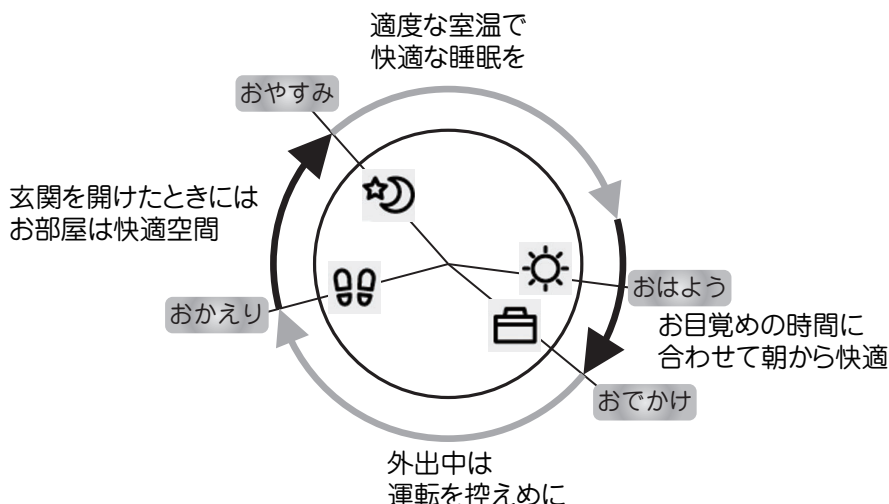 適度な室温で
快適な睡眠を
おやすみ
玄関を開けたときには
お部屋は快適空間
おかえり
おはよう
お目覚めの時間に
合わせて朝から快適
おでかけ
外出中は
運転を控えめに